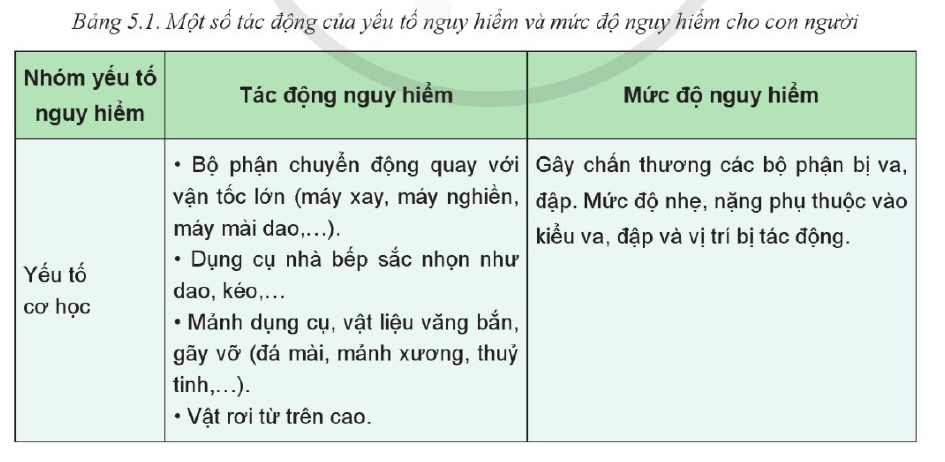 Bảng 5.1. Một số tác động của yếu tố nguy hiểm và mức độ nguy hiểm cho con người
Nhóm yếu tố
nguy hiểm
Tác động nguy hiểm
Mức độ nguy hiểm
Yếu tố
cơ học
• Bộ phận chuyển động quay với
vận tốc lớn (máy xay, máy nghiền,
máy mài dao,...).
• Dụng cụ nhà bếp sắc nhọn như
dao, kéo,...
• Mảnh dụng cụ, vật liệu văng bắn,
gãy vỡ (đá mài, mảnh xương, thuỷ
tinh,...).
• Vật rơi từ trên cao.
Gây chấn thương các bộ phận bị va,
đập. Mức độ nhẹ, nặng phụ thuộc vào
kiểu va, đập và vị trí bị tác động.